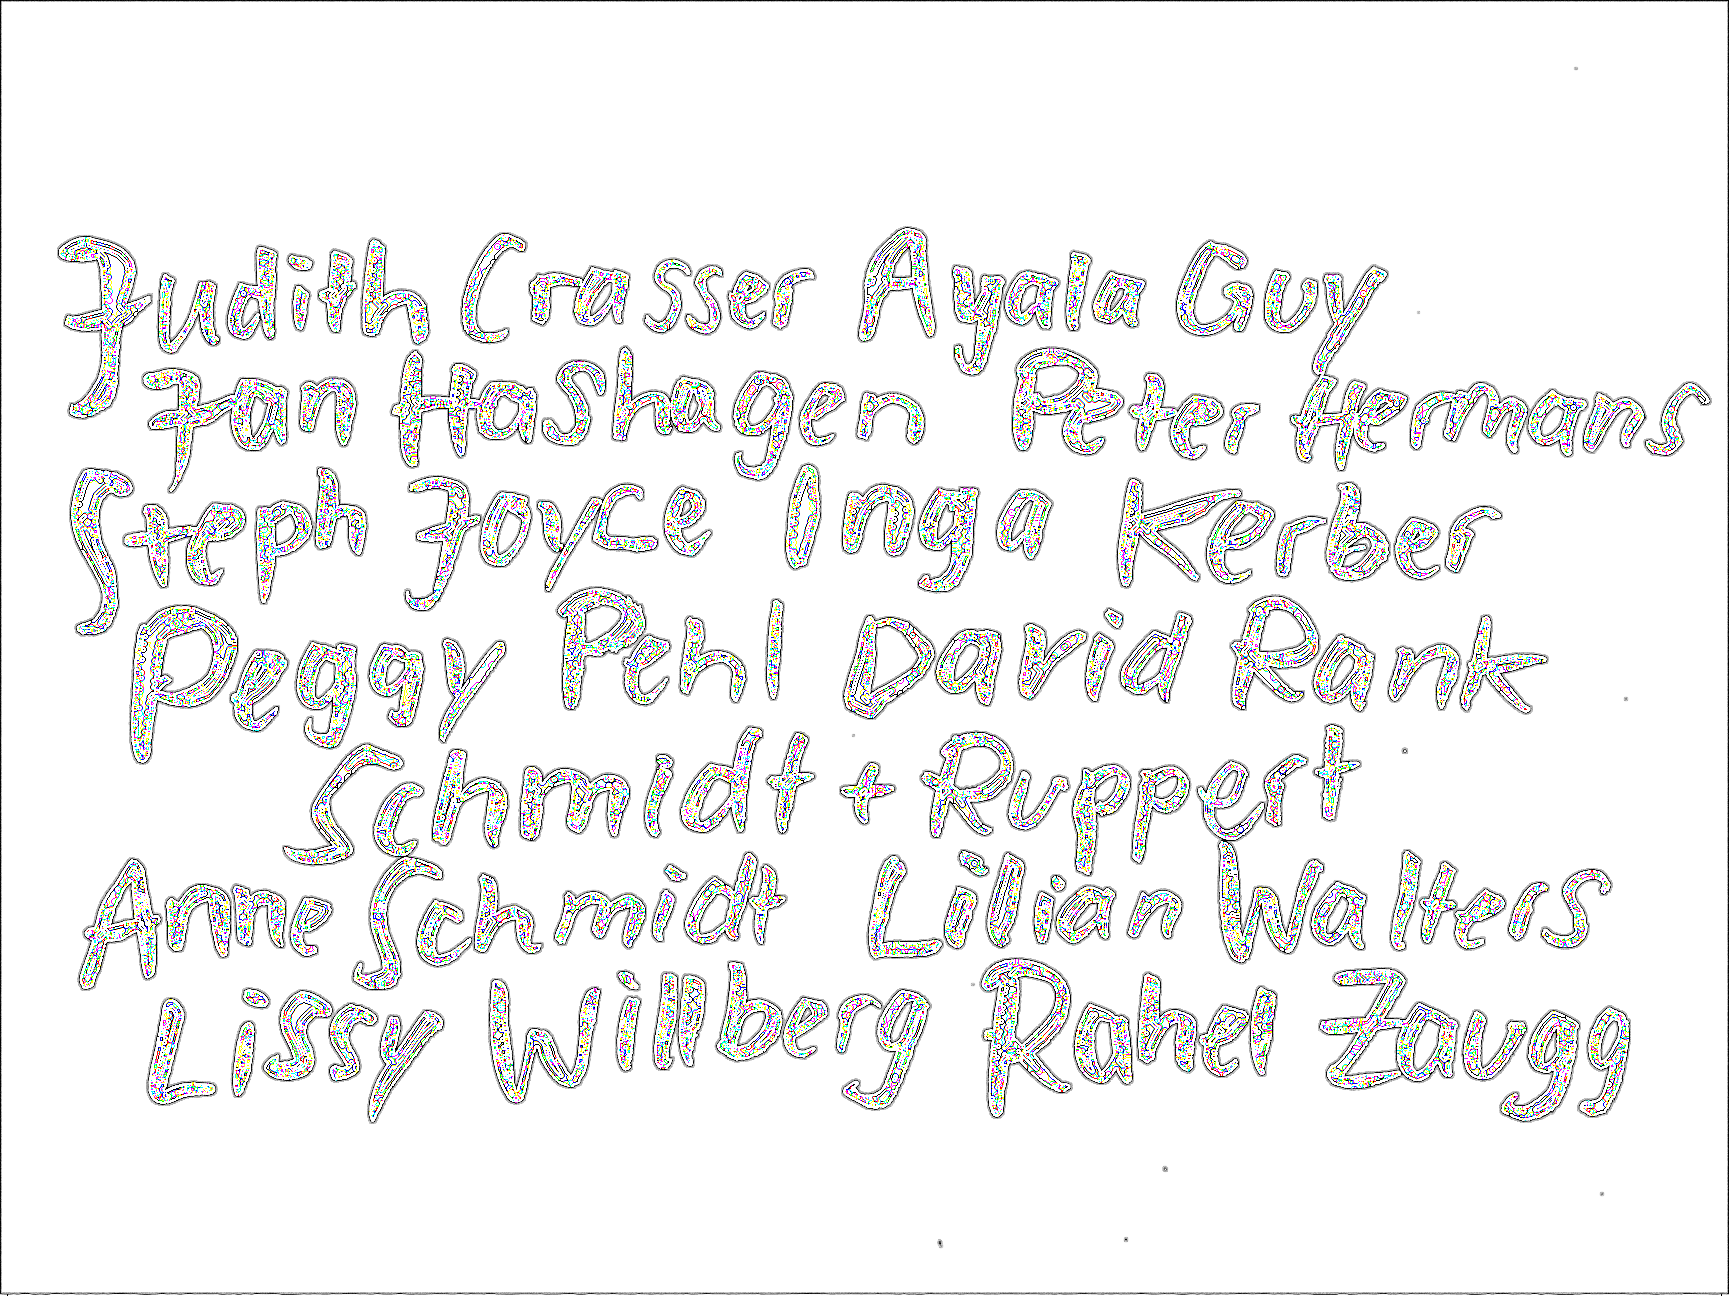 Judith Crasser Ayala Guy
Jan Hashagen Peter Hermans
Steph Joyce Inga Kerber
Peggy Pehl David Rank
Schmidt + Ruppert
Anne Schmidt Lilian Walters
Lissy Willberg Rahel Zaugg